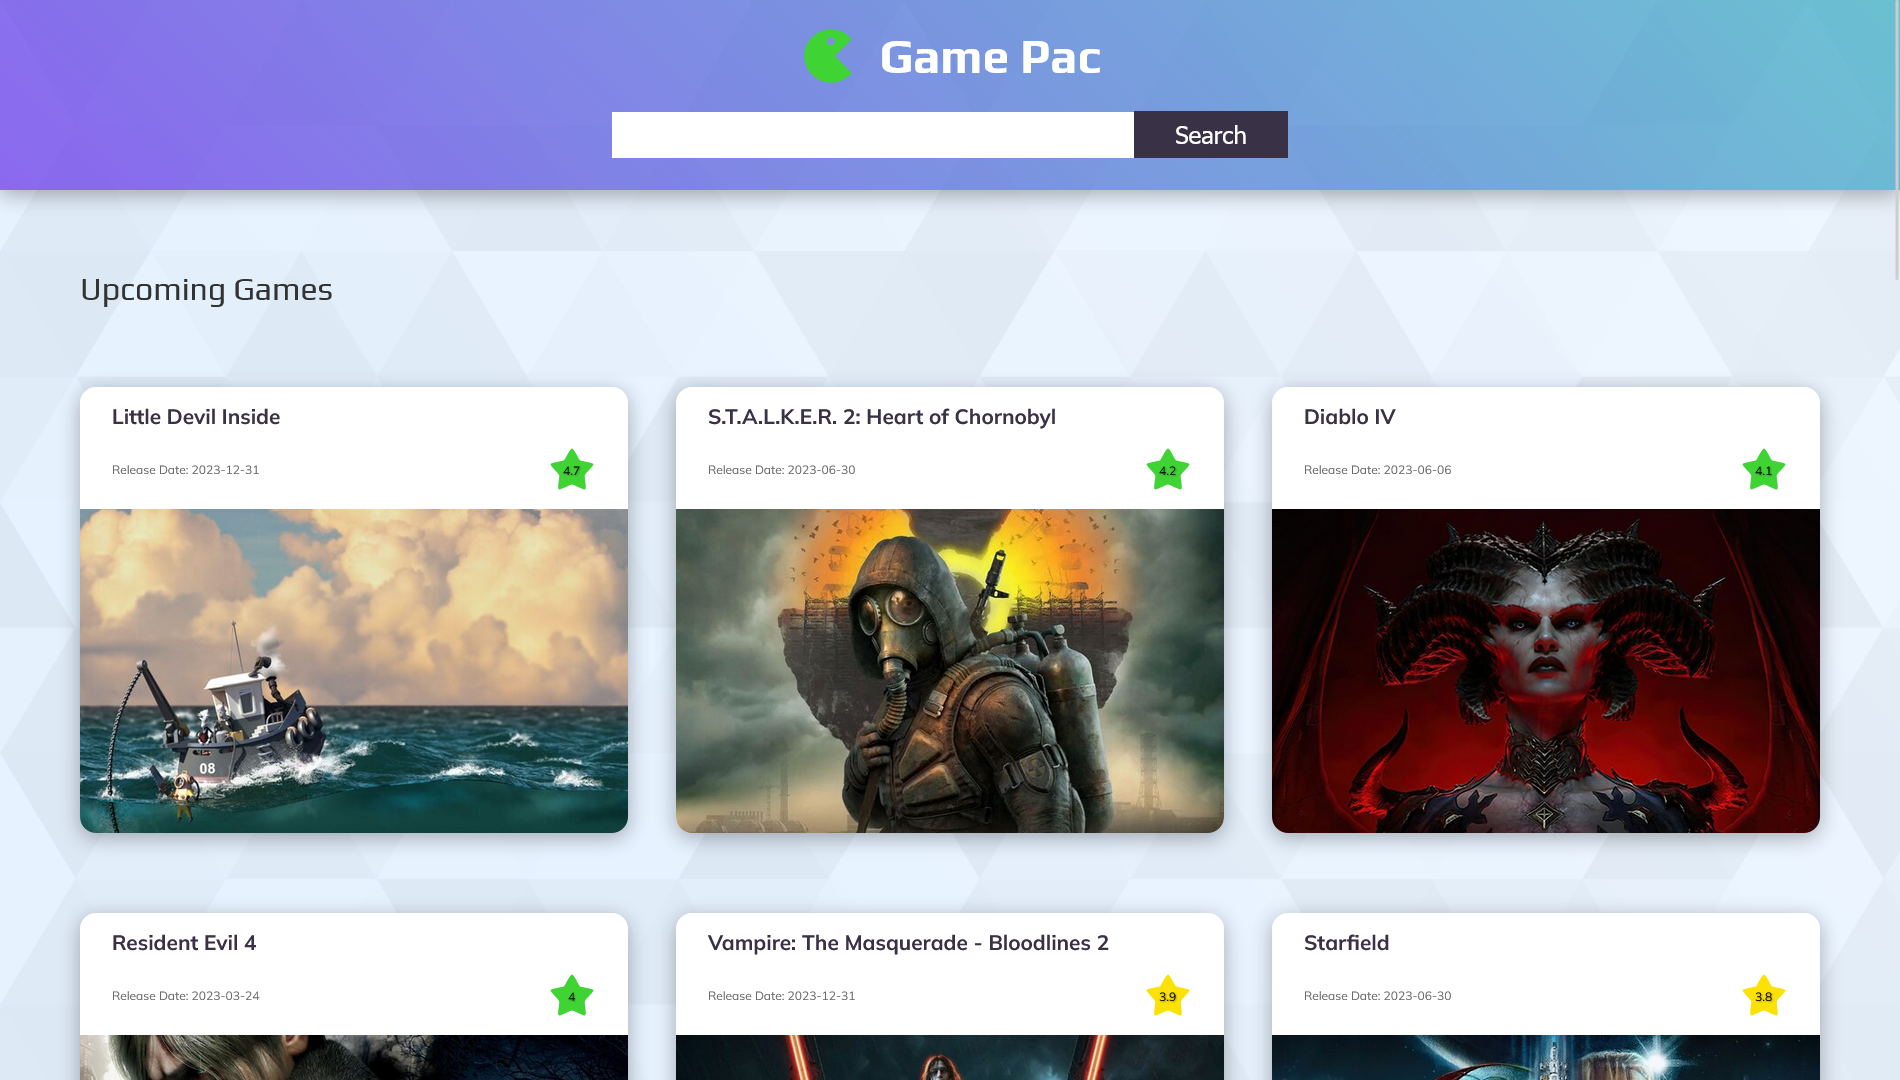 Game Pac
Search
Upcoming Games
Little Devil Inside
Release Date: 2023-12-31
4.7
S.T.A.L.K.E.R. 2: Heart of Chornobyl
Release Date: 2023-06-30
4.2
Diablo IV
Release Date: 2023-06-06
4.1
08
Resident Evil 4
Release Date: 2023-03-24
4
Vampire: The Masquerade - Bloodlines 2
Release Date: 2023-12-31
3.9
Starfield
Release Date: 2023-06-30
3.8